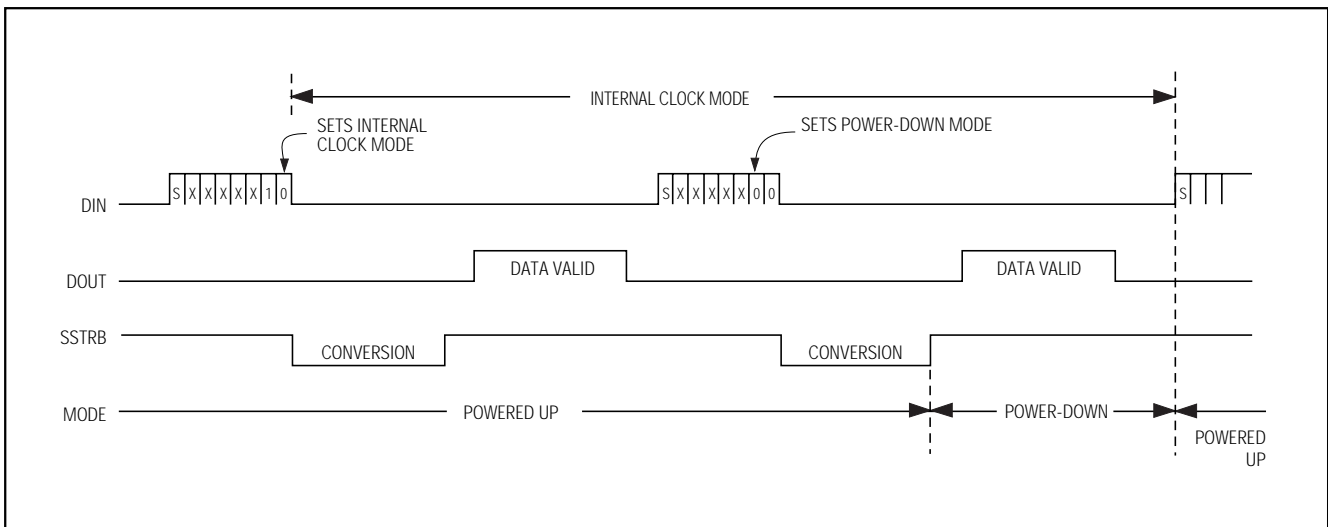 INTERNAL CLOCK MODE
SETS INTERNAL
CLOCK MODE
SETS POWER-DOWN MODE
DIN
S X X X X X 1 0
S X X X X X 0 0
S
DOUT
DATA VALID
DATA VALID
SSTRB
CONVERSION
CONVERSION
MODE
POWERED UP
POWER-DOWN
POWERED
UP